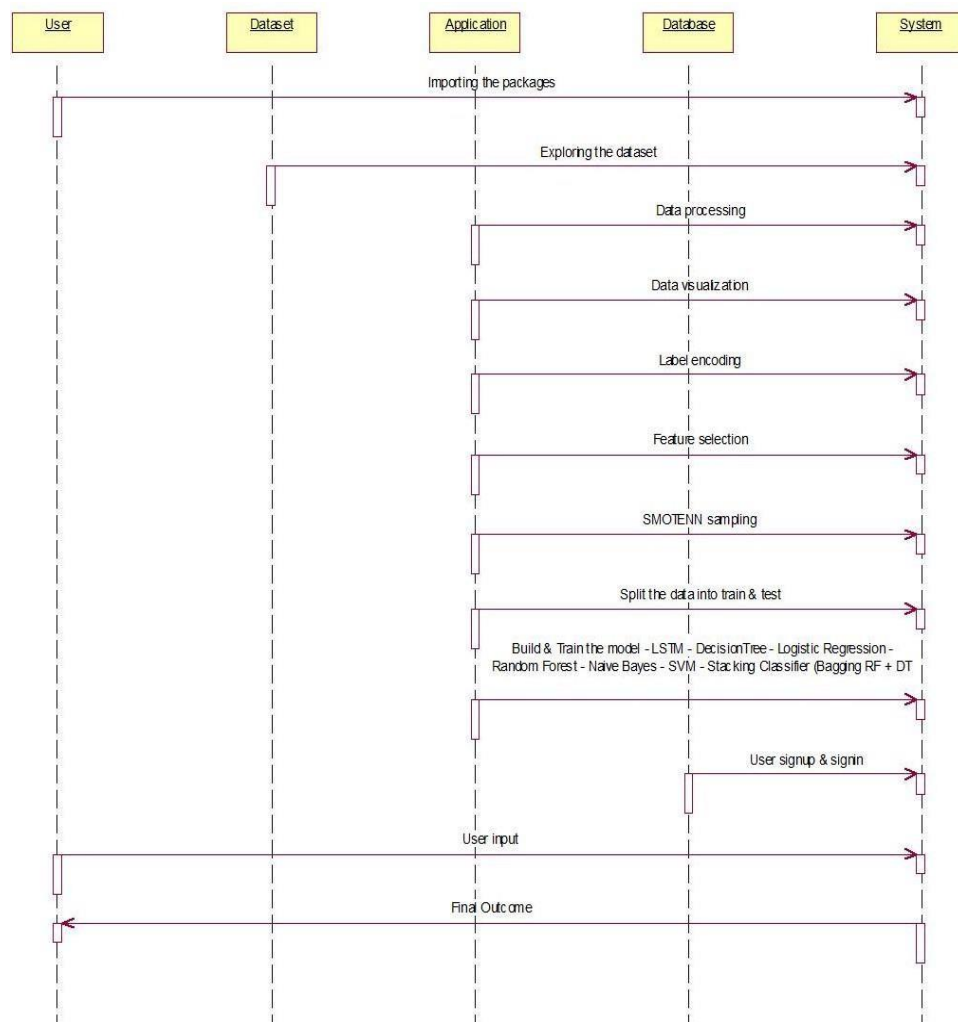 User
Dataset
Application
Database
System
Importing the packages
Exploring the dataset
Data processing
Data visualization
Label encoding
Feature selection
SMOTENN sampling
Split the data into train & test
Build & Train the model - LSTM - DecisionTree - Logistic Regression -
Random Forest - Naive Bayes - SVM - Stacking Classifier (Bagging RF + DT
User signup & signin
User input
Final Outcome